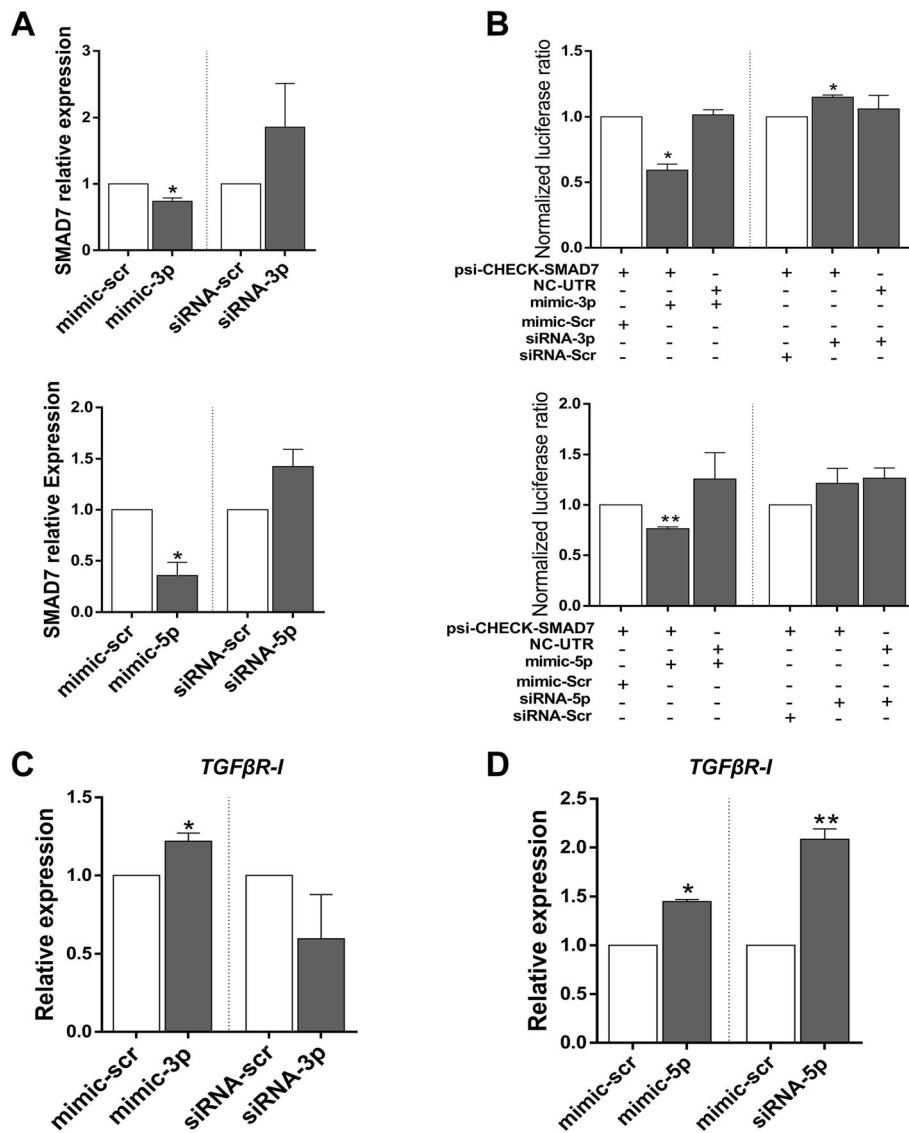 A
SMAD7 relative expression
3
2
1
0
mimic-scr
mimic-3p
siRNA-scr
siRNA-3p
*
B
Normalized luciferase ratio
1.5
1.0
0.5
0.0
*
*
psi-CHECK-SMAD7 + + - + + -
NC-UTR - - + - - +
mimic-3p - + + - - -
mimic-Scr + - - - - -
siRNA-3p - - - - + +
siRNA-Scr - - - + - -
SMAD7 relative Expression
2.0
1.5
1.0
0.5
0.0
*
mimic-scr
mimic-5p
siRNA-scr
siRNA-5p
Normalized luciferase ratio
2.0
1.5
1.0
0.5
0.0
**
psi-CHECK-SMAD7 + + - + + -
NC-UTR - - + - - +
mimic-5p - + + - - -
mimic-Scr + - - - - -
siRNA-5p - - - - + +
siRNA-Scr - - - + - -
C
TGFβR-I
Relative expression
1.5
1.0
0.5
0.0
*
mimic-scr
mimic-3p
siRNA-scr
siRNA-3p
D
TGFβR-I
Relative expression
2.5
2.0
1.5
1.0
0.5
0.0
*
**
mimic-scr
mimic-5p
mimic-scr
siRNA-5p